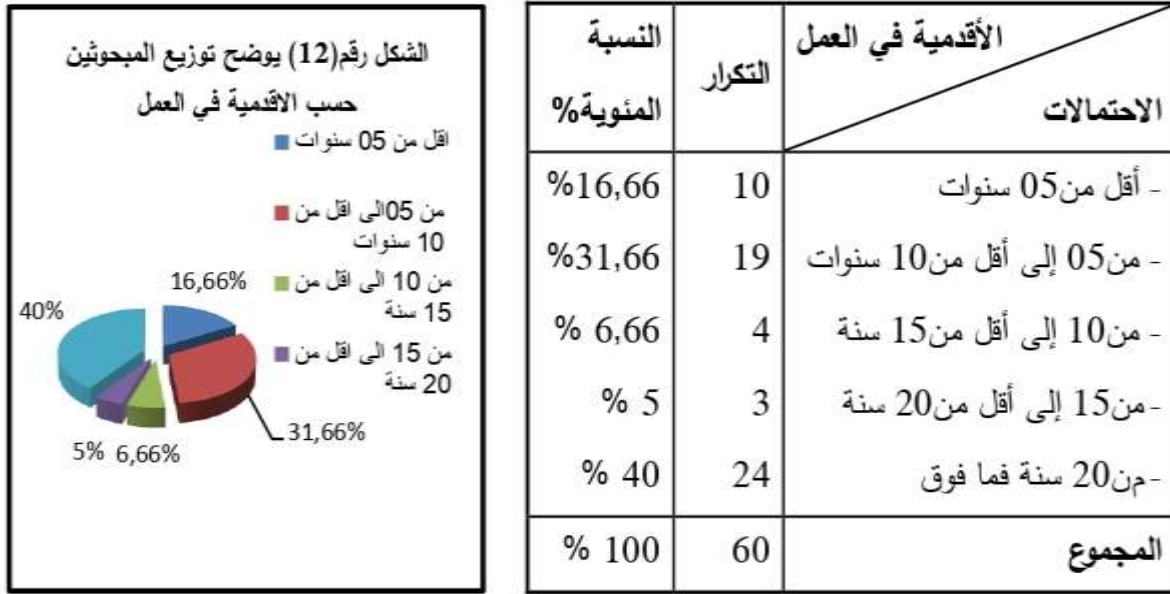 الشكل رقم(12) يوضح توزيع المبحوثين
حسب الاقدمية في العمل
اقل من 05 سنوات
من 05الى اقل من
10 سنوات
من 10 الى اقل من
15 سنة
من 15 الى اقل من
20 سنة
16,66%
40%
31,66%
5% 6,66%
الأقدمية في العمل
الاحتمالات
التكرار
النسبة
المئوية%
- أقل من05 سنوات 10 16,66%
- من05 إلى أقل من10 سنوات 19 31,66%
- من10 إلى أقل من15 سنة 4 6,66 %
-من15 إلى أقل من20 سنة 3 5 %
-من20 سنة فما فوق 24 40 %
المجموع 60 100 %